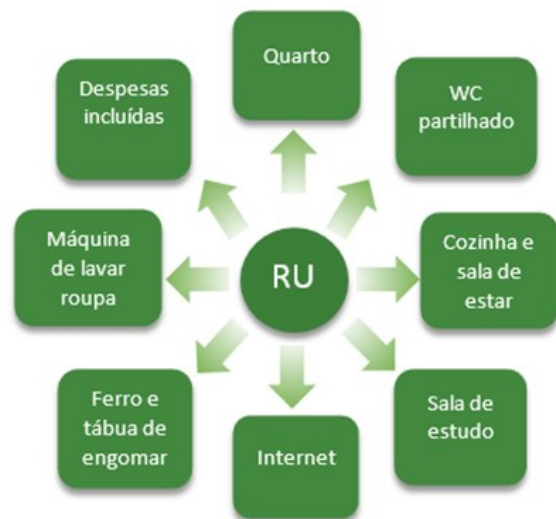 Quarto
WC
partilhado
Cozinha e
sala de
estar
Sala de
estudo
Internet
Ferro e
tábua de
engomar
Máquina
de lavar
roupa
Despesas
incluídas
RU